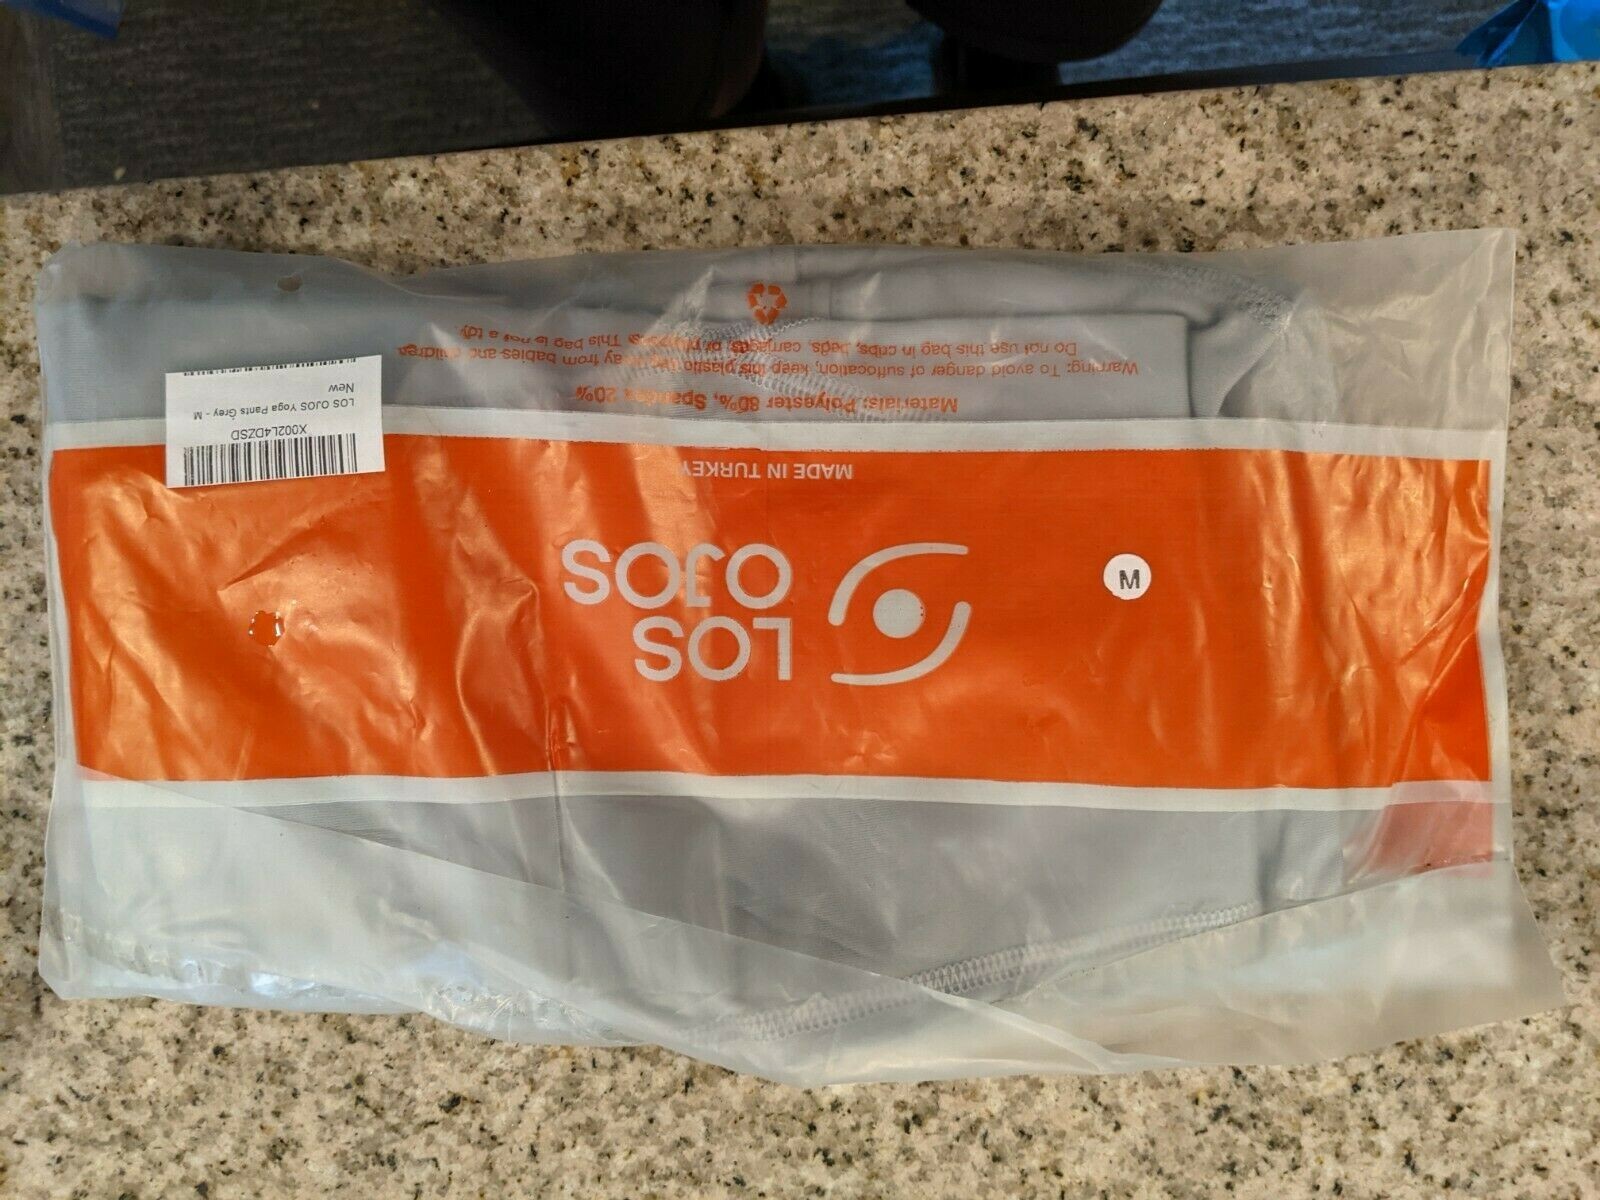 M
LOS
OJOS
MADE IN TURKEY
X002L4DZSD
LOS OJOS Yoga Pants Grey - M
New
Materials: Polyester 80%, Spandex 20%
Warning: To avoid danger of suffocation, keep this plastic bag away from babies and children.
Do not use this bag in cribs, beds, carriages, or playpens. This bag is not a toy.